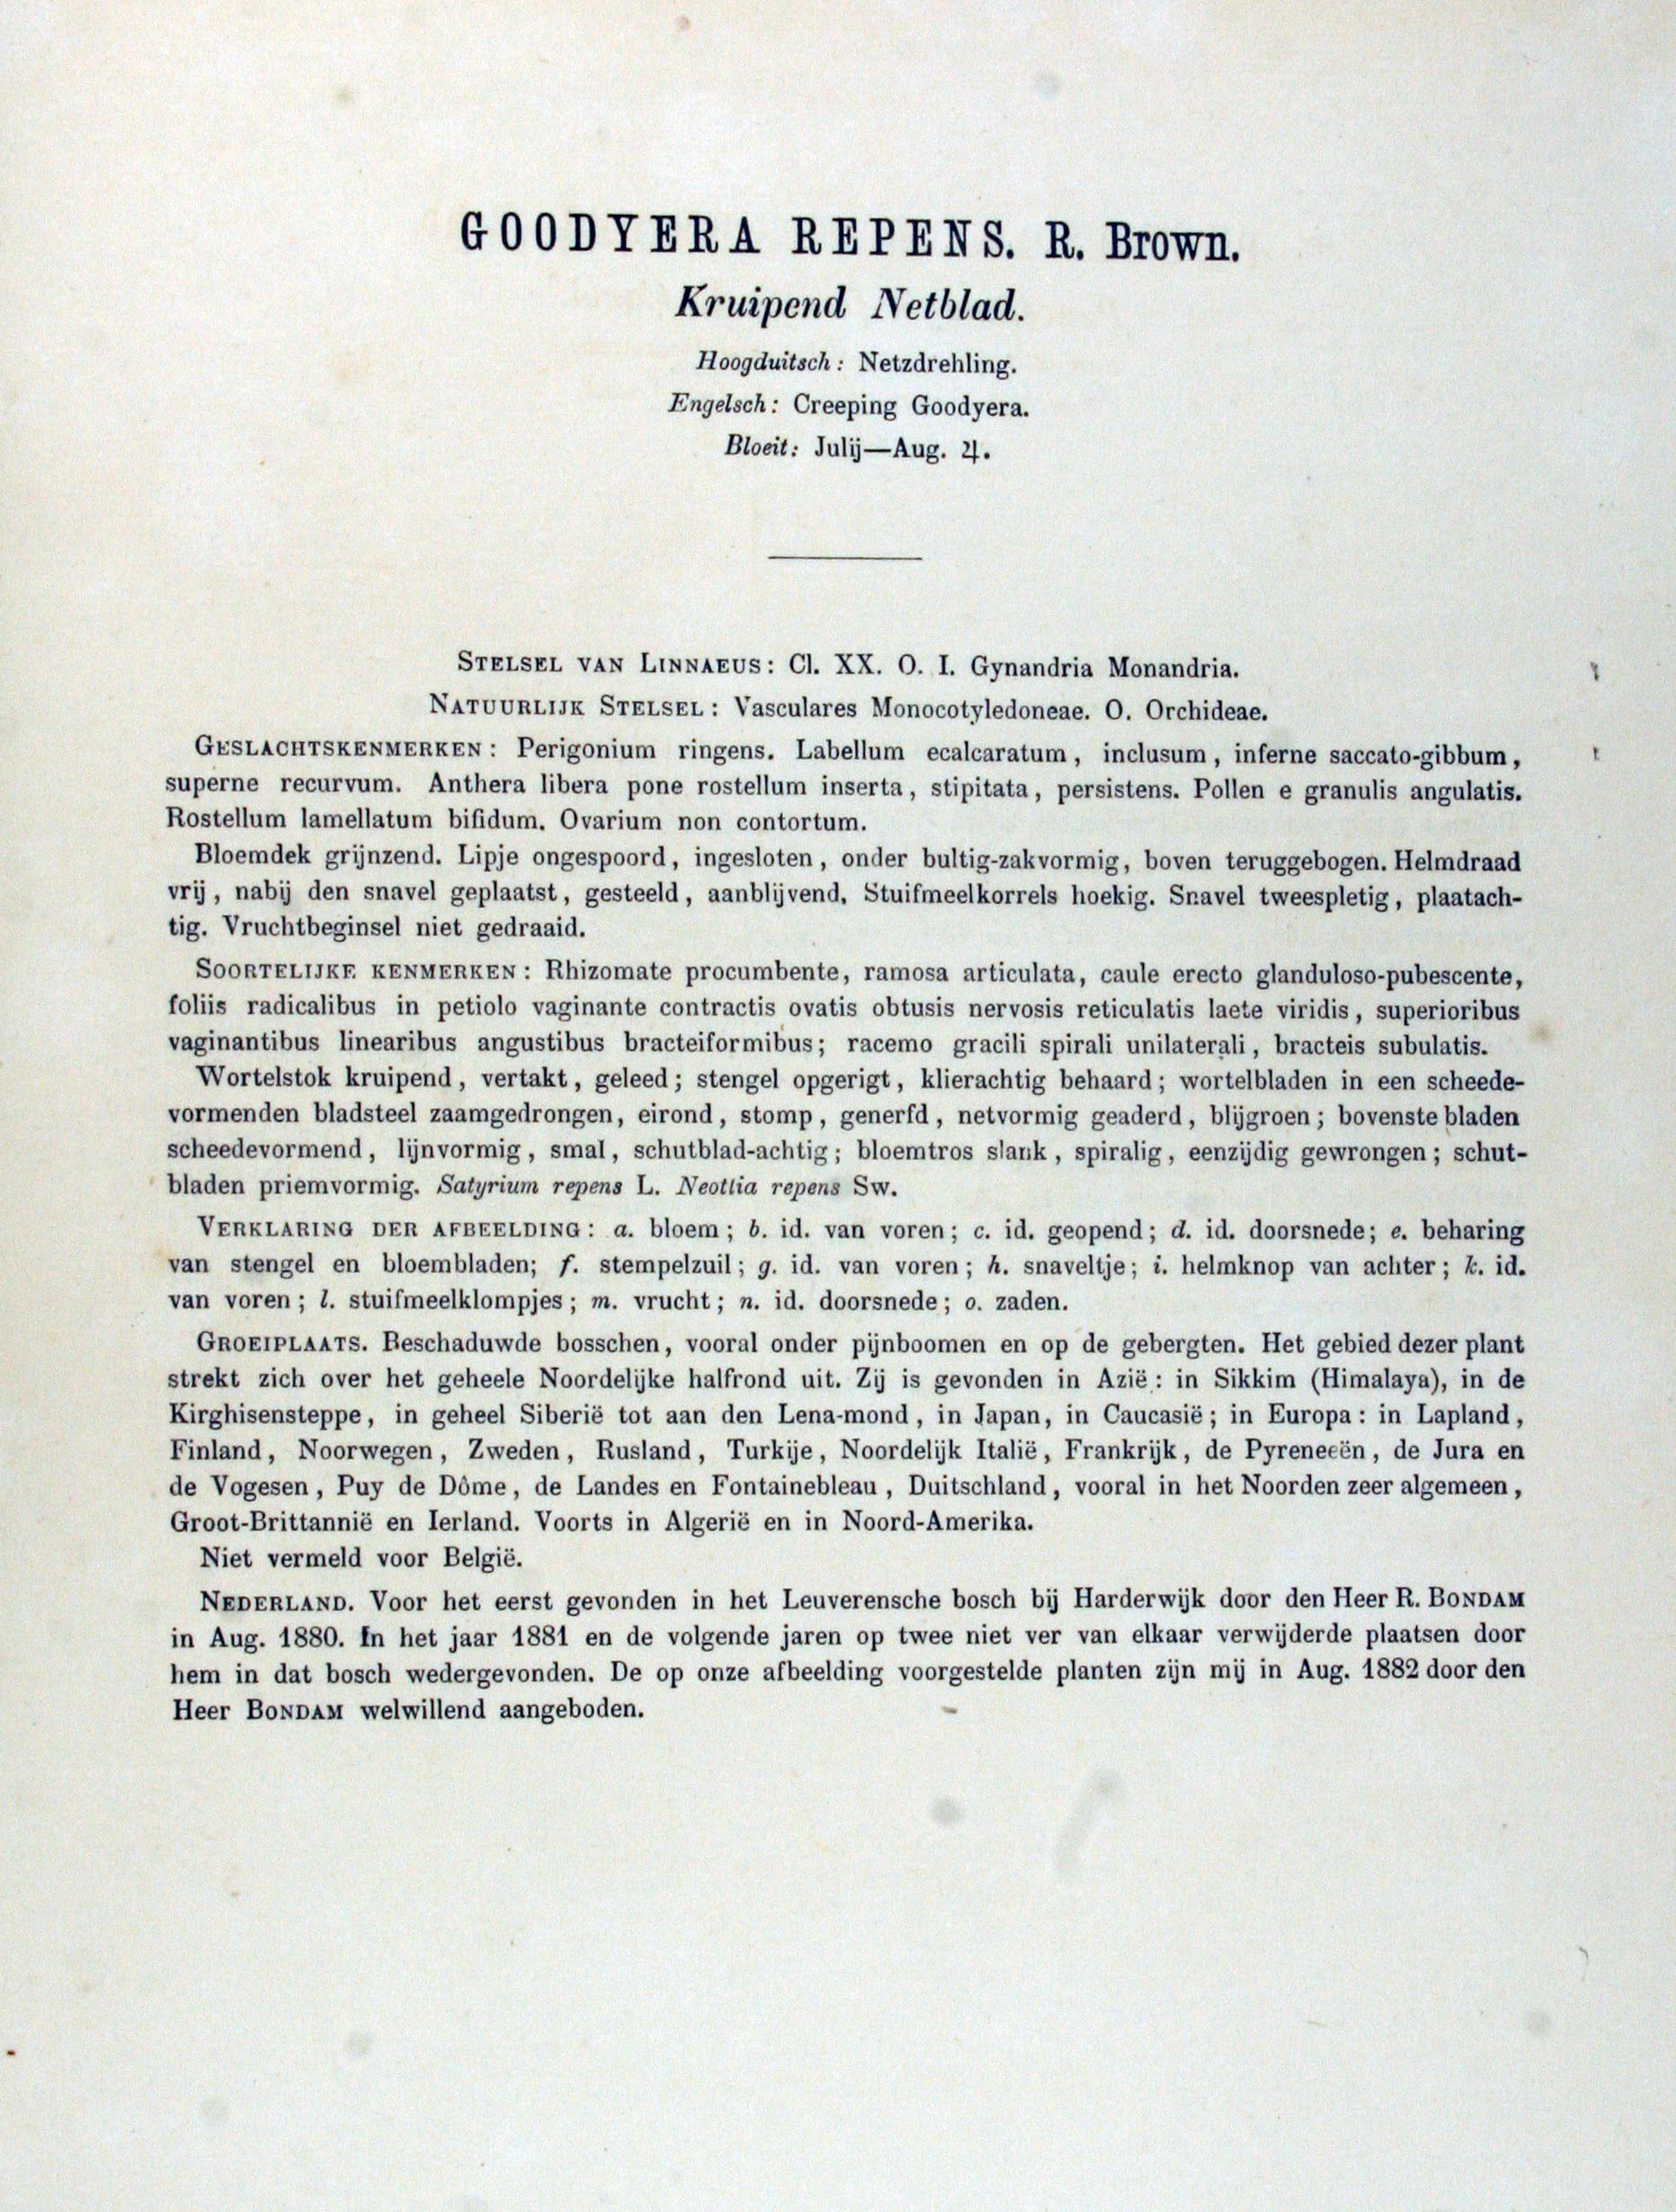 GOODYERA REPENS. R. Brown.
Kruipend Netblad.
Hoogduitsch: Netzdrehling.
Engelsch: Creeping Goodyera.
Bloeit: Julij—Aug. ♃.
STELSEL VAN LINNAEUS: Cl. XX. O. I. Gynandria Monandria.
NATUURLIJK STELSEL: Vasculares Monocotyledoneae. O. Orchideae.
GESLACHTSKENMERKEN: Perigonium ringens. Labellum ecalcaratum, inclusum, inferne saccato-gibbum,
superne recurvum. Anthera libera pone rostellum inserta, stipitata, persistens. Pollen e granulis angulatis.
Rostellum lamellatum bifidum. Ovarium non contortum.
Bloemdek grijnzend. Lipje ongespoord, ingesloten, onder bultig-zakvormig, boven teruggebogen. Helmdraad
vrij, nabij den snavel geplaatst, gesteeld, aanblijvend. Stuifmeelkorrels hoekig. Snavel tweespletig, plaatach-
tig. Vruchtbeginsel niet gedraaid.
SOORTELIJKE KENMERKEN: Rhizomate procumbente, ramosa articulata, caule erecto glanduloso-pubescente,
foliis radicalibus in petiolo vaginante contractis ovatis obtusis nervosis reticulatis laete viridis, superioribus
vaginantibus linearibus angustibus bracteiformibus; racemo gracili spirali unilaterali, bracteis subulatis.
Wortelstok kruipend, vertakt, geleed; stengel opgerigt, klierachtig behaard; wortelbladen in een scheede-
vormenden bladsteel zaamgedrongen, eirond, stomp, generfd, netvormig geaderd, blijgroen; bovenste bladen
scheedevormend, lijnvormig, smal, schutblad-achtig; bloemtros slank, spiralig, eenzijdig gewrongen; schut-
bladen priemvormig. Satyrium repens L. Neottia repens Sw.
VERKLARING DER AFBEELDING: a. bloem; b. id. van voren; c. id. geopend; d. id. doorsnede; e. beharing
van stengel en bloembladen; f. stempelzuil; g. id. van voren; h. snaveltje; i. helmknop van achter; k. id.
van voren; l. stuifmeelklompjes; m. vrucht; n. id. doorsnede; o. zaden.
GROEIPLAATS. Beschaduwde bosschen, vooral onder pijnboomen en op de gebergten. Het gebied dezer plant
strekt zich over het geheele Noordelijke halfrond uit. Zij is gevonden in Azië: in Sikkim (Himalaya), in de
Kirghisensteppe, in geheel Siberië tot aan den Lena-mond, in Japan, in Caucasië; in Europa: in Lapland,
Finland, Noorwegen, Zweden, Rusland, Turkije, Noordelijk Italië, Frankrijk, de Pyreneeën, de Jura en
de Vogesen, Puy de Dôme, de Landes en Fontainebleau, Duitschland, vooral in het Noorden zeer algemeen,
Groot-Brittannië en Ierland. Voorts in Algerië en in Noord-Amerika.
Niet vermeld voor België.
NEDERLAND. Voor het eerst gevonden in het Leuverensche bosch bij Harderwijk door den Heer R. BONDAM
in Aug. 1880. In het jaar 1881 en de volgende jaren op twee niet ver van elkaar verwijderde plaatsen door
hem in dat bosch wedergevonden. De op onze afbeelding voorgestelde planten zijn mij in Aug. 1882 door den
Heer BONDAM welwillend aangeboden.